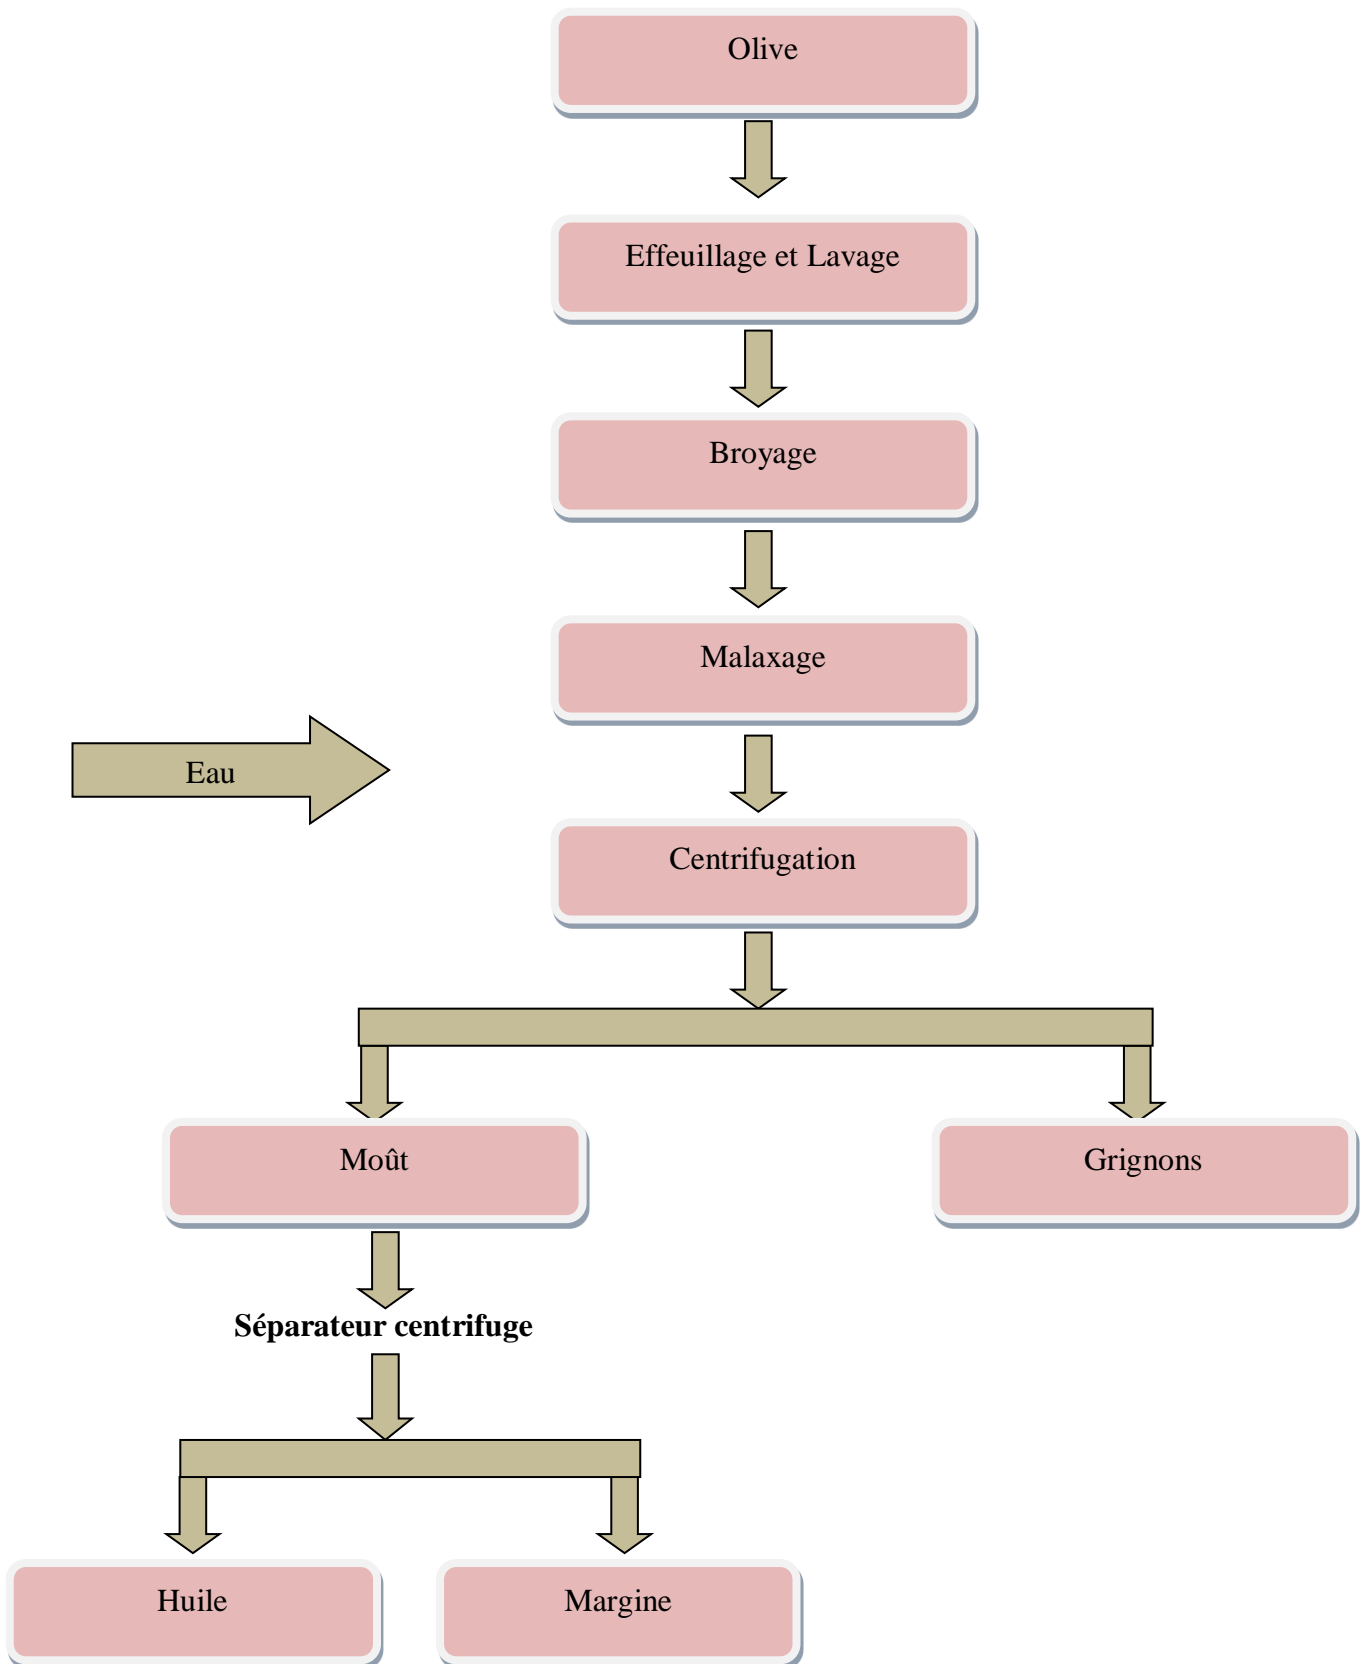 Olive
Effeuillage et Lavage
Broyage
Malaxage
Eau
Centrifugation
Moût
Grignons
Séparateur centrifuge
Huile
Margine